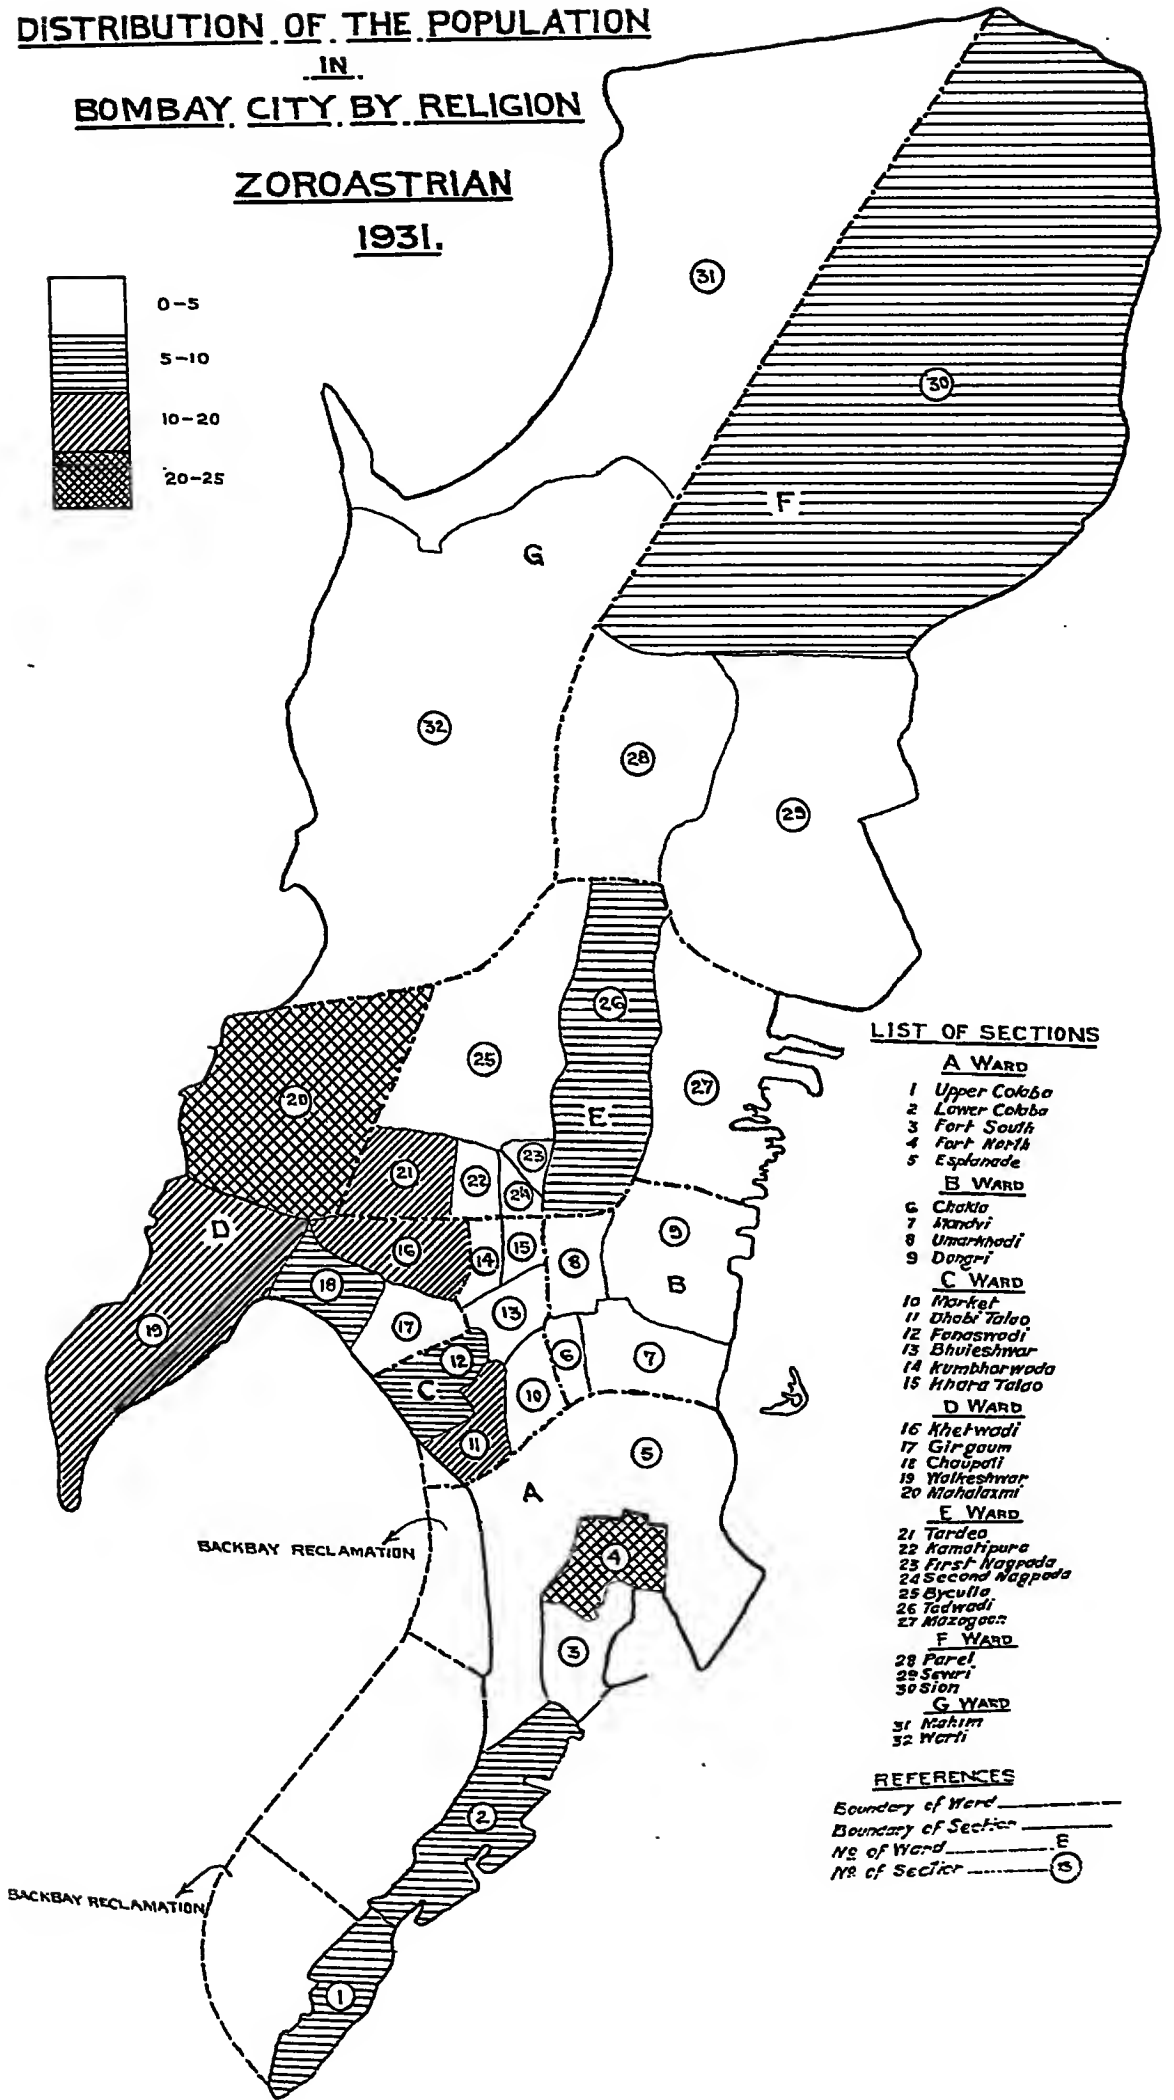 DISTRIBUTION OF THE POPULATION
IN
BOMBAY CITY BY RELIGION
ZOROASTRIAN
1931.
0-5
5-10
10-20
20-25
31
30
F
G
32
28
29
26
25
27
20
E
23
21
22
24
D
16
14
15
8
9
B
18
13
17
19
12
6
7
C
10
11
5
A
BACKBAY RECLAMATION
4
3
2
BACKBAY RECLAMATION
1
LIST OF SECTIONS
A WARD
1 Upper Colaba
2 Lower Colaba
3 Fort South
4 Fort North
5 Esplanade
B WARD
6 Chakla
7 Mandvi
8 Umarkhadi
9 Dongri
C WARD
10 Market
11 Dhobi Talao
12 Fanaswadi
13 Bhuleshwar
14 Kumbharwada
15 Khara Talao
D WARD
16 Khetwadi
17 Girgaum
18 Chaupati
19 Walkeshwar
20 Mahalaxmi
E WARD
21 Tardeo
22 Kamatipura
23 First Nagpada
24 Second Nagpada
25 Byculla
26 Tadwadi
27 Mazagaon
F WARD
28 Parel
29 Sewri
30 Sion
G WARD
31 Mahim
32 Worli
REFERENCES
Boundary of Ward
Boundary of Section
No of Ward E
No. of Section